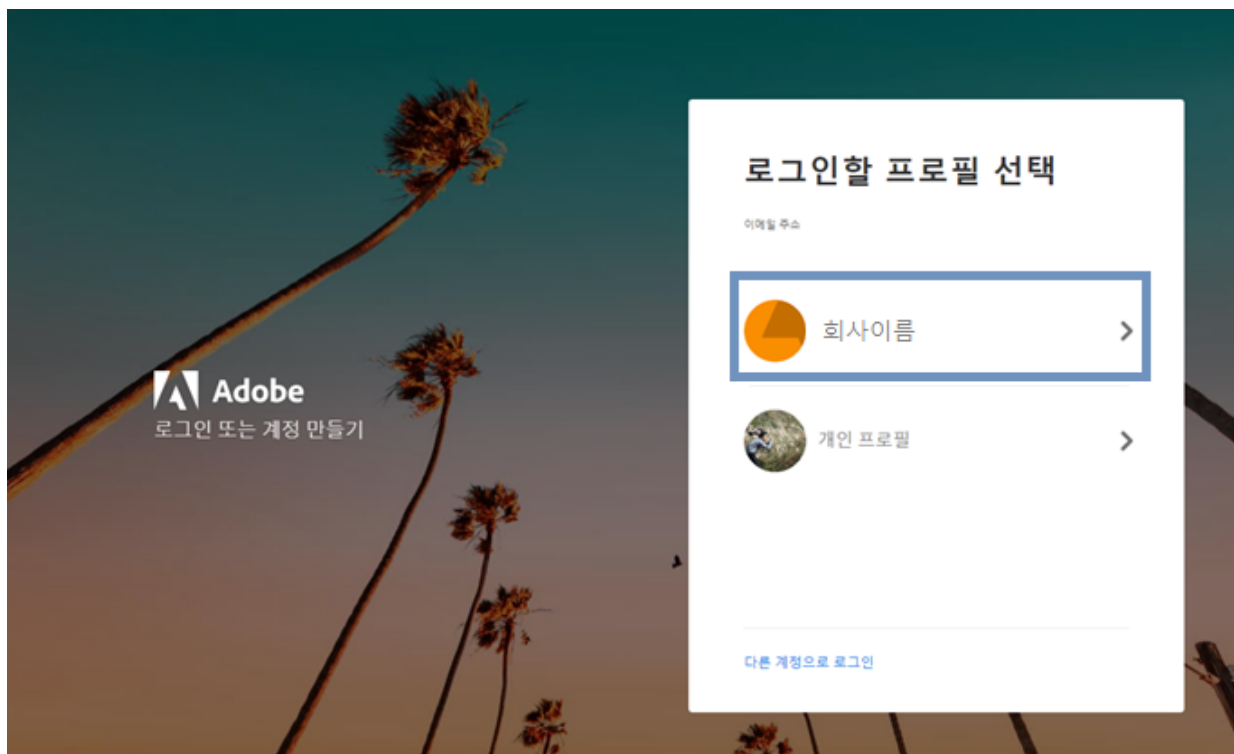 로그인할 프로필 선택
이메일 주소
회사이름
Adobe
로그인 또는 계정 만들기
개인 프로필
다른 계정으로 로그인